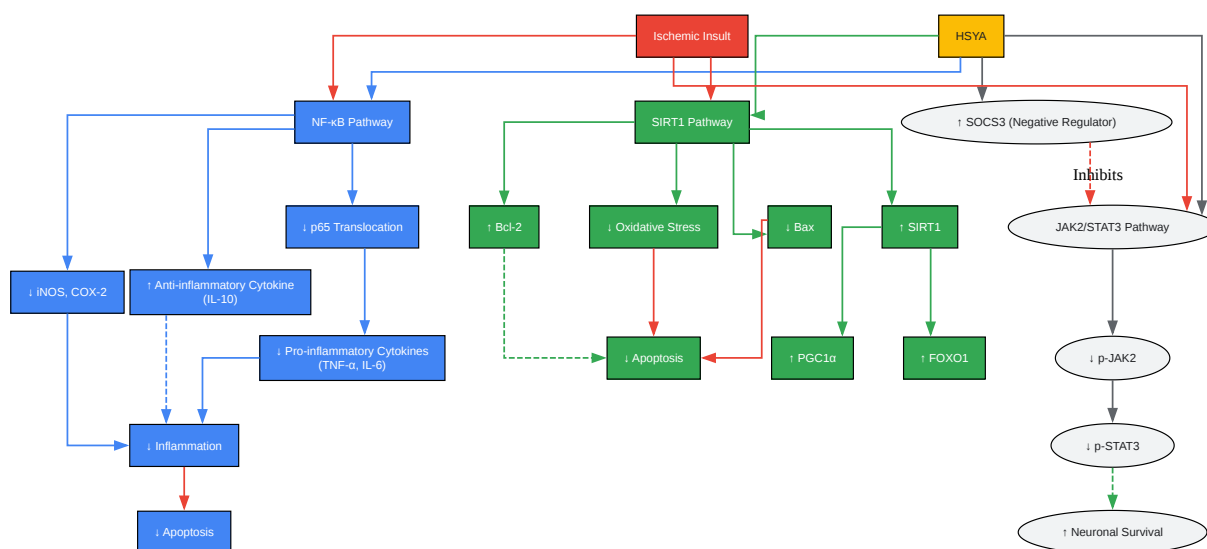 Ischemic Insult
HSYA
NF-κB Pathway
SIRT1 Pathway
↑ SOCS3 (Negative Regulator)
Inhibits
↓ p65 Translocation
↑ Bcl-2
↓ Oxidative Stress
↓ Bax
↑ SIRT1
JAK2/STAT3 Pathway
↓ iNOS, COX-2
↑ Anti-inflammatory Cytokine
(IL-10)
↓ Pro-inflammatory Cytokines
(TNF-α, IL-6)
↓ Apoptosis
↑ PGC1α
↑ FOXO1
↓ p-JAK2
↓ Inflammation
↓ p-STAT3
↓ Apoptosis
↑ Neuronal Survival